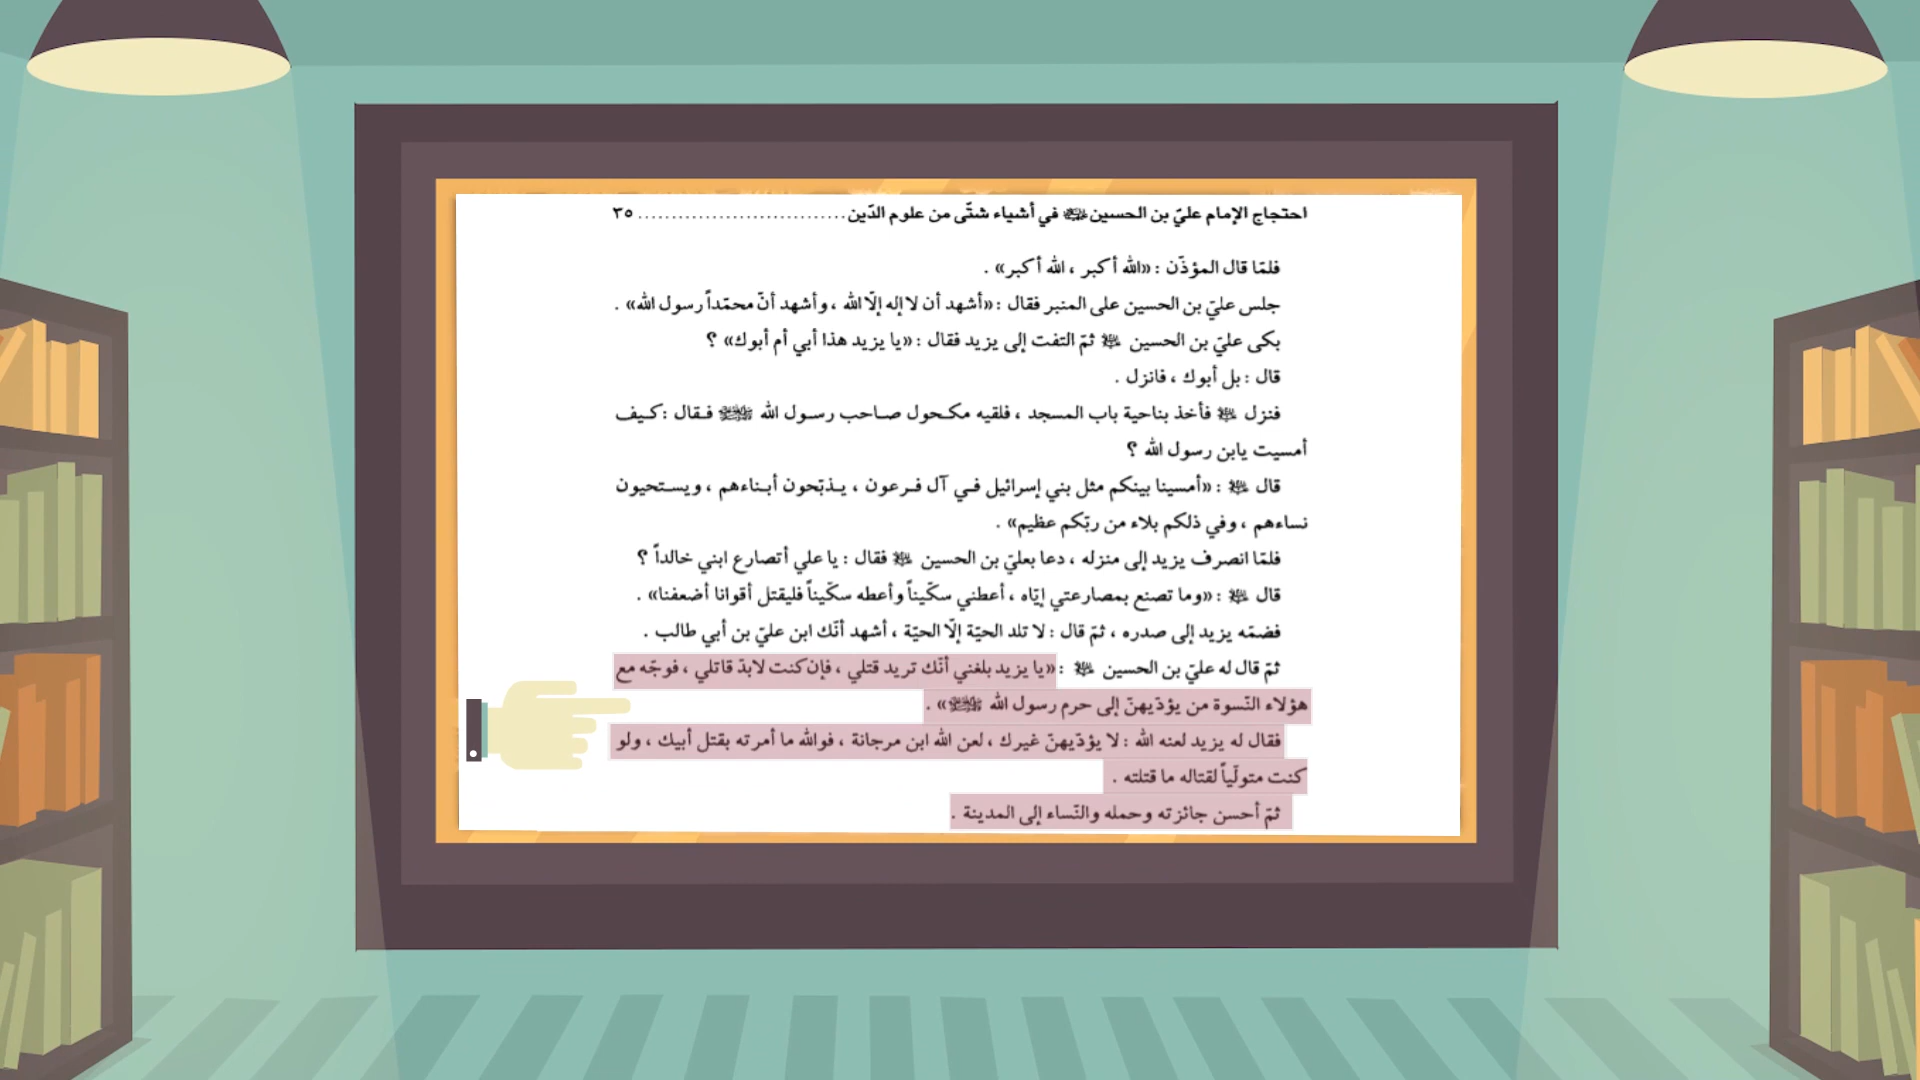 احتجاج الإمام عليّ بن الحسين ﵇ في أشياء شتّى من علوم الدّين .............................. ٣٥
فلمّا قال المؤذّن : «الله أكبر ، الله أكبر» .
جلس عليّ بن الحسين على المنبر فقال : «أشهد أن لا إله إلّا الله ، وأشهد أنّ محمّداً رسول الله» .
بكى عليّ بن الحسين ﵇ ثمّ التفت إلى يزيد فقال : «يا يزيد هذا أبي أم أبوك» ؟
قال : بل أبوك ، فانزل .
فنزل ﵇ فأخذ بناحية باب المسجد ، فلقيه مكحول صاحب رسول الله ﷺ فقال : كيف
أمسيت يابن رسول الله ؟
قال ﵇ : «أمسينا بينكم مثل بني إسرائيل في آل فرعون ، يذبّحون أبناءهم ، ويستحيون
نساءهم ، وفي ذلكم بلاء من ربّكم عظيم» .
فلمّا انصرف يزيد إلى منزله ، دعا بعليّ بن الحسين ﵇ فقال : يا علي أتصارع ابني خالداً ؟
قال ﵇ : «وما تصنع بمصارعتي إيّاه ، أعطني سكّيناً وأعطه سكّيناً فليقتل أقوانا أضعفنا» .
فضمّه يزيد إلى صدره ، ثمّ قال : لا تلد الحيّة إلّا الحيّة ، أشهد أنّك ابن عليّ بن أبي طالب .
ثمّ قال له عليّ بن الحسين ﵇ : «يا يزيد بلغني أنّك تريد قتلي ، فإن كنت لابدّ قاتلي ، فوجّه مع
هؤلاء النّسوة من يؤدّيهنّ إلى حرم رسول الله ﷺ» .
فقال له يزيد لعنه الله : لا يؤدّيهنّ غيرك ، لعن الله ابن مرجانة ، فوالله ما أمرته بقتل أبيك ، ولو
كنت متولّياً لقتاله ما قتلته .
ثمّ أحسن جائزته وحمله والنّساء إلى المدينة .